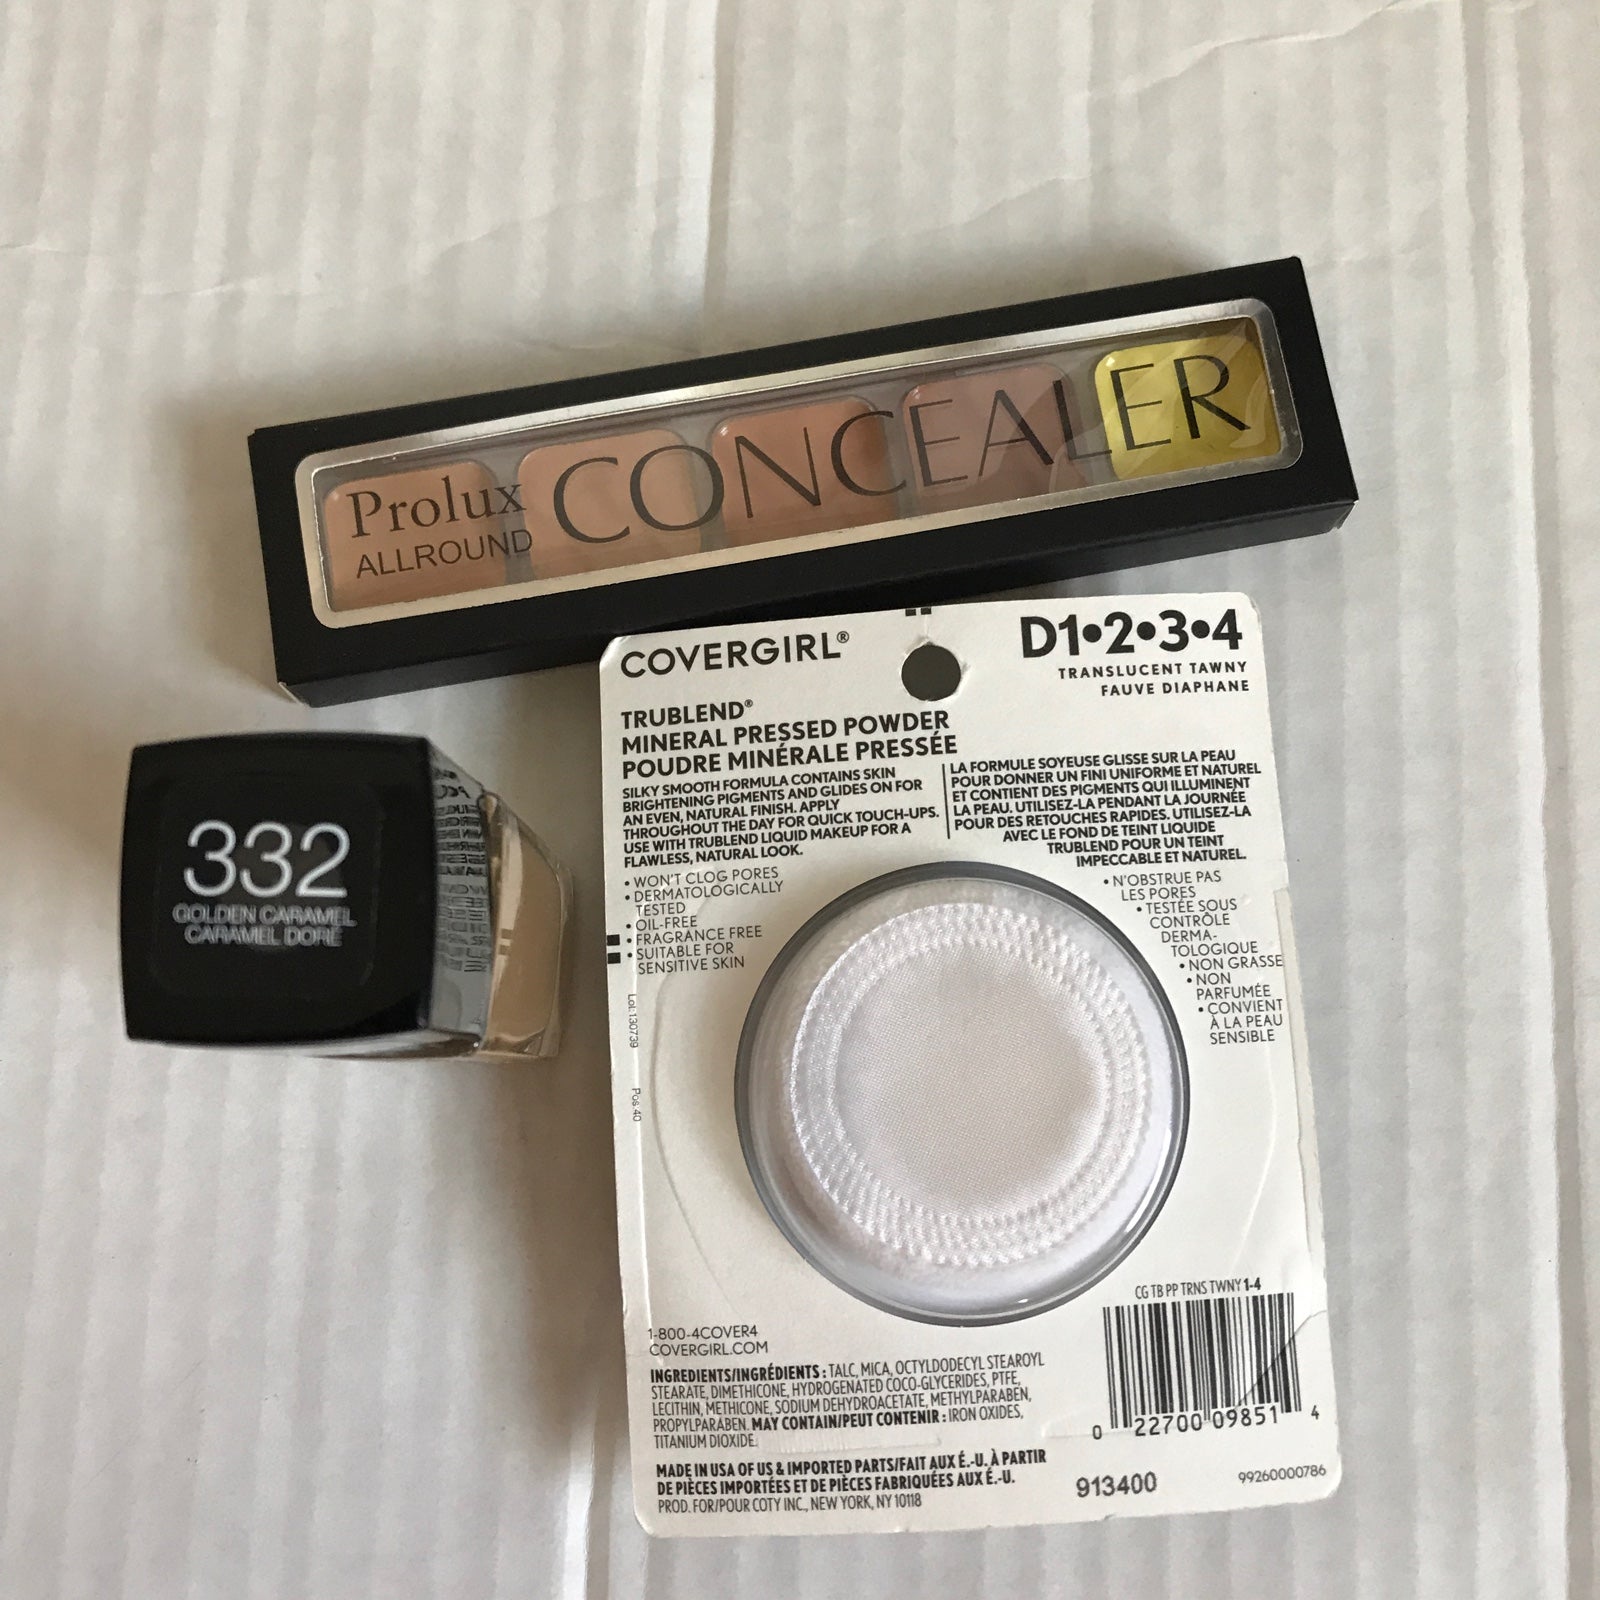 Prolux
ALLROUND
CONCEALER
332
GOLDEN CARAMEL
CARAMEL DORÉ
COVERGIRL®
D1•2•3•4
TRANSLUCENT TAWNY
FAUVE DIAPHANE
TRUBLEND®
MINERAL PRESSED POWDER
POUDRE MINÉRALE PRESSÉE
SILKY SMOOTH FORMULA CONTAINS SKIN
BRIGHTENING PIGMENTS AND GLIDES ON FOR
AN EVEN, NATURAL FINISH. APPLY
THROUGHOUT THE DAY FOR QUICK TOUCH-UPS.
USE WITH TRUBLEND LIQUID MAKEUP FOR A
FLAWLESS, NATURAL LOOK.
• WON'T CLOG PORES
• DERMATOLOGICALLY
TESTED
• OIL-FREE
• FRAGRANCE FREE
• SUITABLE FOR
SENSITIVE SKIN
LA FORMULE SOYEUSE GLISSE SUR LA PEAU
POUR DONNER UN FINI UNIFORME ET NATUREL
ET CONTIENT DES PIGMENTS QUI ILLUMINENT
LA PEAU. UTILISEZ-LA PENDANT LA JOURNÉE
POUR DES RETOUCHES RAPIDES. UTILISEZ-LA
AVEC LE FOND DE TEINT LIQUIDE
TRUBLEND POUR UN TEINT
IMPECCABLE ET NATUREL.
• N'OBSTRUE PAS
LES PORES
• TESTÉE SOUS
CONTRÔLE
DERMA-
TOLOGIQUE
• NON GRASSE
• NON
PARFUMÉE
• CONVIENT
À LA PEAU
SENSIBLE
Lot: 130739
Pos 40
1-800-4COVER4
COVERGIRL.COM
INGREDIENTS/INGRÉDIENTS : TALC, MICA, OCTYLDODECYL STEAROYL
STEARATE, DIMETHICONE, HYDROGENATED COCO-GLYCERIDES, PTFE,
LECITHIN, METHICONE, SODIUM DEHYDROACETATE, METHYLPARABEN,
PROPYLPARABEN. MAY CONTAIN/PEUT CONTENIR : IRON OXIDES,
TITANIUM DIOXIDE.
MADE IN USA OF US & IMPORTED PARTS/FAIT AUX É.-U. À PARTIR
DE PIÈCES IMPORTÉES ET DE PIÈCES FABRIQUÉES AUX É.-U.
PROD. FOR/POUR COTY INC., NEW YORK, NY 10118
CG TB PP TRNS TWNY 1-4
0 22700 09851 4
913400
99260000786